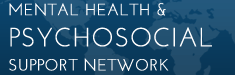 MENTAL HEALTH &
PSYCHOSOCIAL
SUPPORT NETWORK